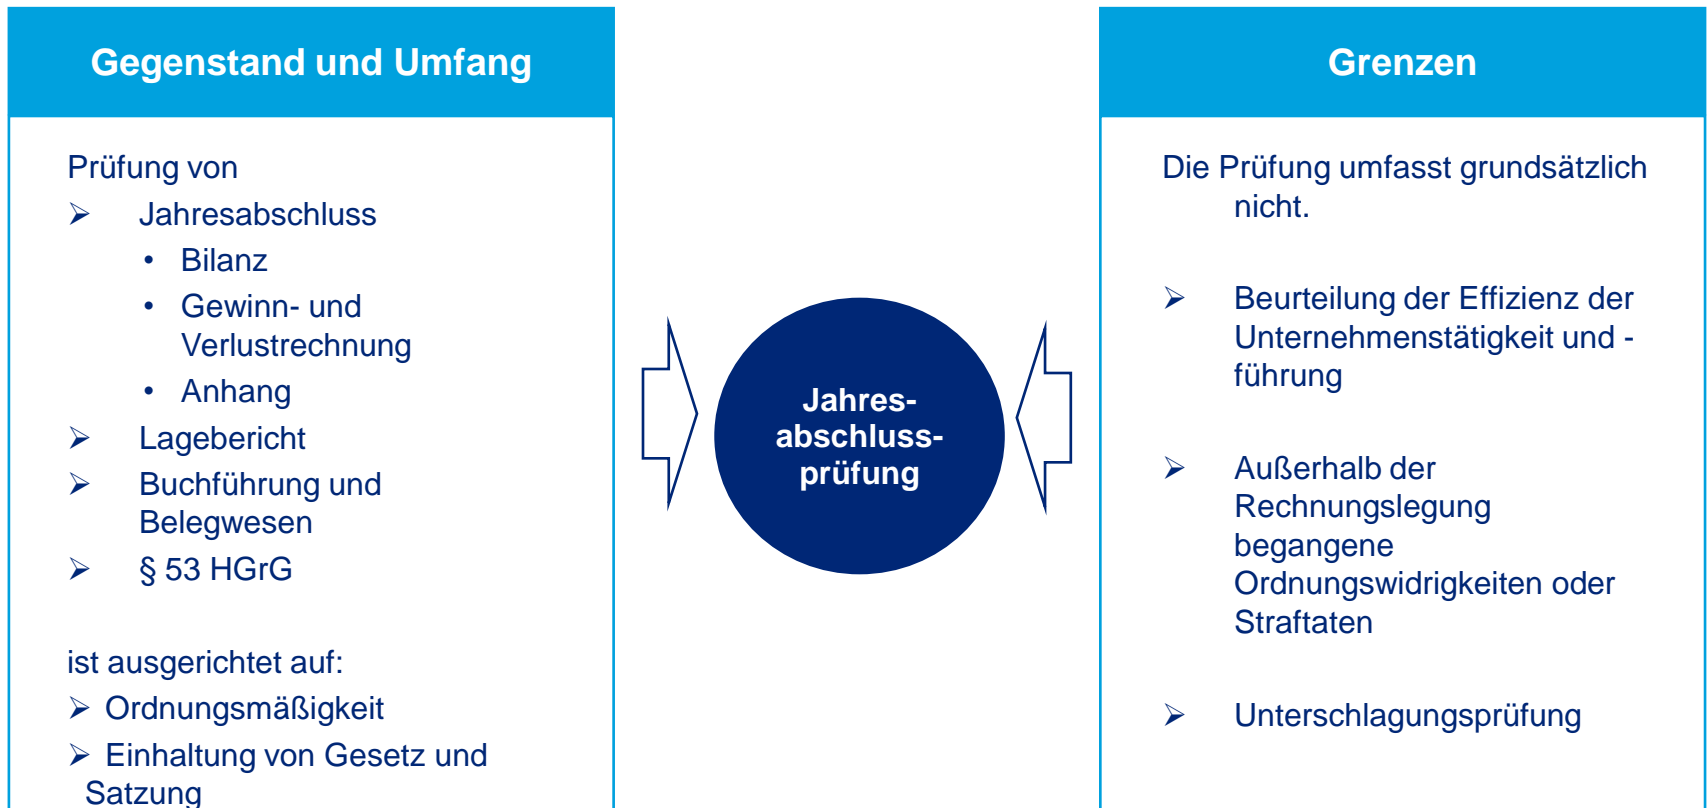 Gegenstand und Umfang
Prüfung von
➢ Jahresabschluss
• Bilanz
• Gewinn- und
Verlustrechnung
• Anhang
➢ Lagebericht
➢ Buchführung und
Belegwesen
➢ § 53 HGrG
ist ausgerichtet auf:
➢ Ordnungsmäßigkeit
➢ Einhaltung von Gesetz und
Satzung
Jahres-
abschluss-
prüfung
Grenzen
Die Prüfung umfasst grundsätzlich
nicht.
➢ Beurteilung der Effizienz der
Unternehmenstätigkeit und -
führung
➢ Außerhalb der
Rechnungslegung
begangene
Ordnungswidrigkeiten oder
Straftaten
➢ Unterschlagungsprüfung